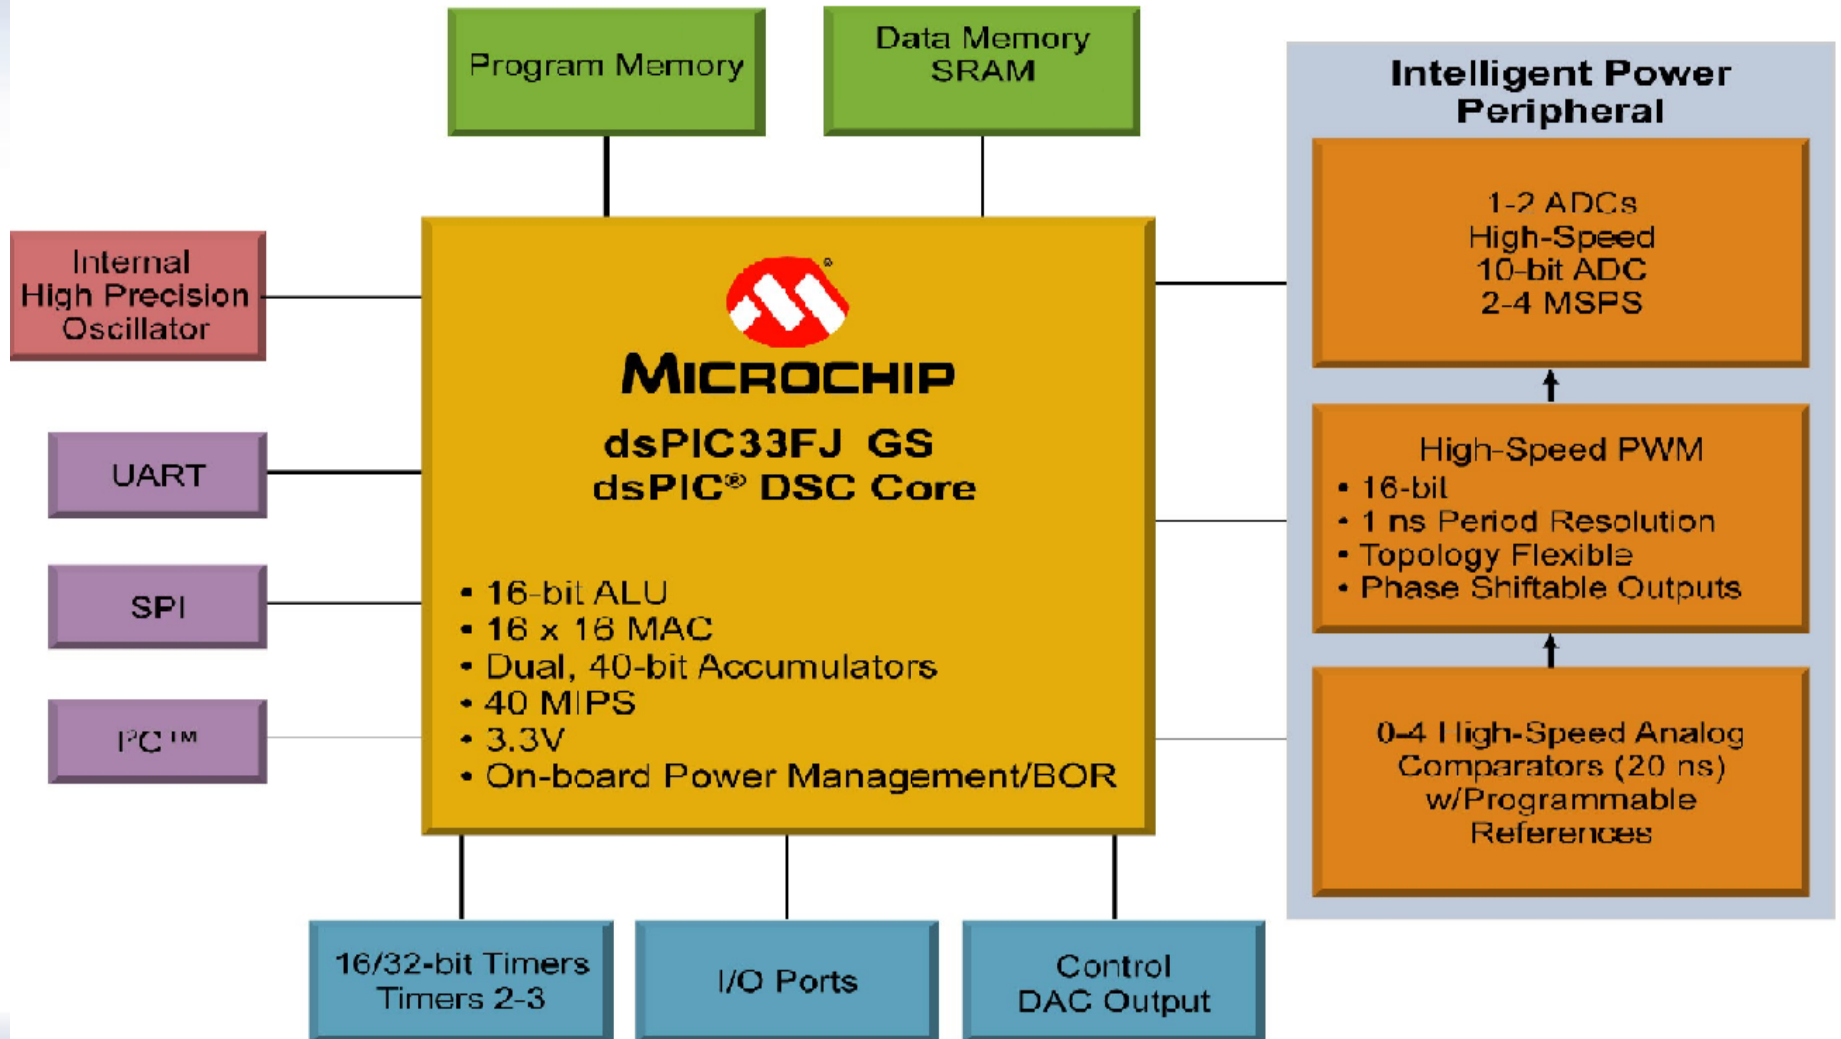 Program Memory
Data Memory
SRAM
Intelligent Power
Peripheral
1-2 ADCs
High-Speed
10-bit ADC
2-4 MSPS
Internal
High Precision
Oscillator
MICROCHIP
dsPIC33FJ GS
dsPIC® DSC Core
• 16-bit ALU
• 16 x 16 MAC
• Dual, 40-bit Accumulators
• 40 MIPS
• 3.3V
• On-board Power Management/BOR
UART
SPI
I²C™
High-Speed PWM
• 16-bit
• 1 ns Period Resolution
• Topology Flexible
• Phase Shiftable Outputs
0-4 High-Speed Analog
Comparators (20 ns)
w/Programmable
References
16/32-bit Timers
Timers 2-3
I/O Ports
Control
DAC Output